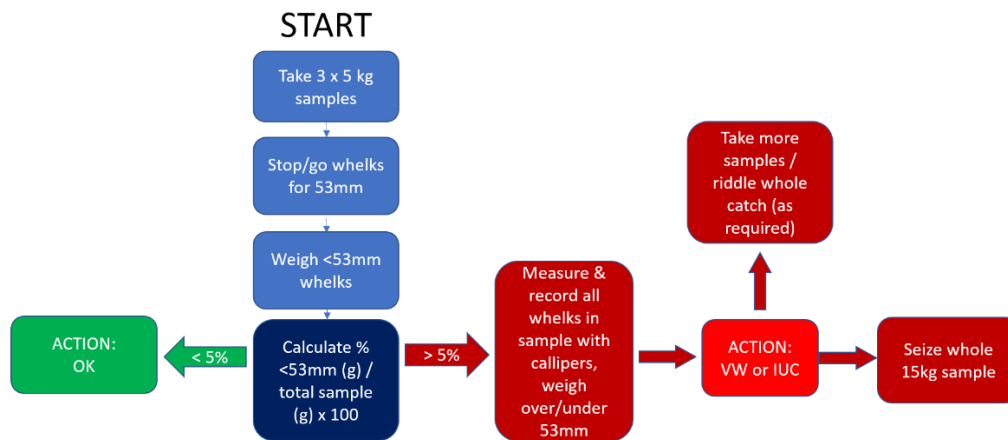 START
Take 3 x 5 kg
samples
Stop/go whelks
for 53mm
Weigh <53mm
whelks
Calculate %
<53mm (g) /
total sample
(g) x 100
< 5%
ACTION:
OK
> 5%
Measure &
record all
whelks in
sample with
callipers,
weigh
over/under
53mm
ACTION:
VW or IUC
Take more
samples /
riddle whole
catch (as
required)
Seize whole
15kg sample